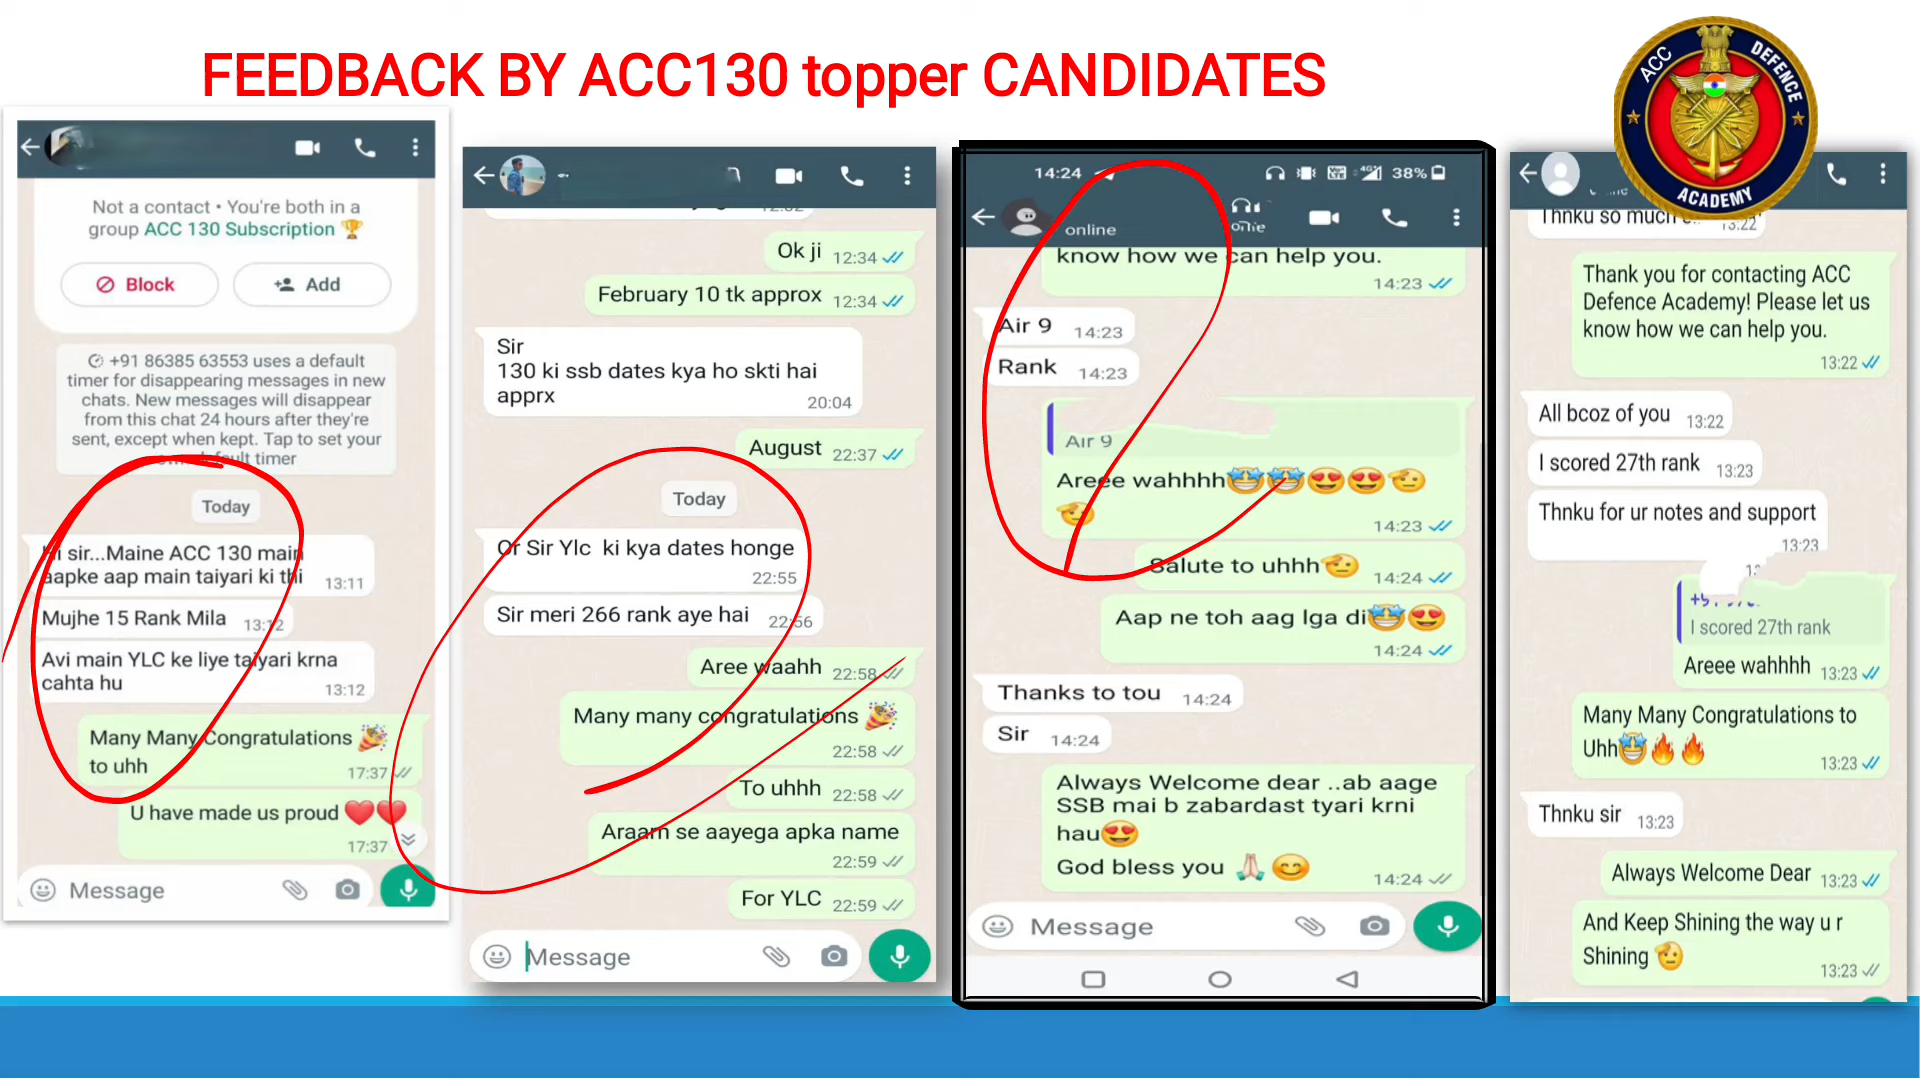 FEEDBACK BY ACC130 topper CANDIDATES
ACC DEFENCE
ACADEMY
Not a contact • You're both in a
group ACC 130 Subscription 🏆
Block
Add
+91 86385 63553 uses a default
timer for disappearing messages in new
chats. New messages will disappear
from this chat 24 hours after they're
sent, except when kept. Tap to set your
timer
Today
Hi sir...Maine ACC 130 main
aapke aap main taiyari ki thi 13:11
Mujhe 15 Rank Mila 13:12
Avi main YLC ke liye taiyari krna
cahta hu 13:12
Many Many Congratulations 🎉
to uhh 17:37
U have made us proud ❤️❤️
17:37
Message
Ok ji 12:34
February 10 tk approx 12:34
Sir
130 ki ssb dates kya ho skti hai
apprx 20:04
August 22:37
Today
Or Sir Ylc ki kya dates honge
22:55
Sir meri 266 rank aye hai 22:56
Aree waahh 22:58
Many many congratulations 🎉
22:58
To uhhh 22:58
Araam se aayega apka name
22:59
For YLC 22:59
Message
14:24 38%
online
know how we can help you.
14:23
Air 9 14:23
Rank 14:23
Air 9
Areee wahhhh🤩🤩😍😍🫡
🫡 14:23
Salute to uhhh🫡 14:24
Aap ne toh aag lga di🤩😍
14:24
Thanks to tou 14:24
Sir 14:24
Always Welcome dear ..ab aage
SSB mai b zabardast tyari krni
hau😍
God bless you 🙏🏻😊 14:24
Message
Thnku so much 13:22
Thank you for contacting ACC
Defence Academy! Please let us
know how we can help you.
13:22
All bcoz of you 13:22
I scored 27th rank 13:23
Thnku for ur notes and support
13:23
I scored 27th rank
Areee wahhhh 13:23
Many Many Congratulations to
Uhh🤩🔥🔥 13:23
Thnku sir 13:23
Always Welcome Dear 13:23
And Keep Shining the way u r
Shining 🫡 13:23